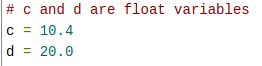 # c and d are float variables
c = 10.4
d = 20.0